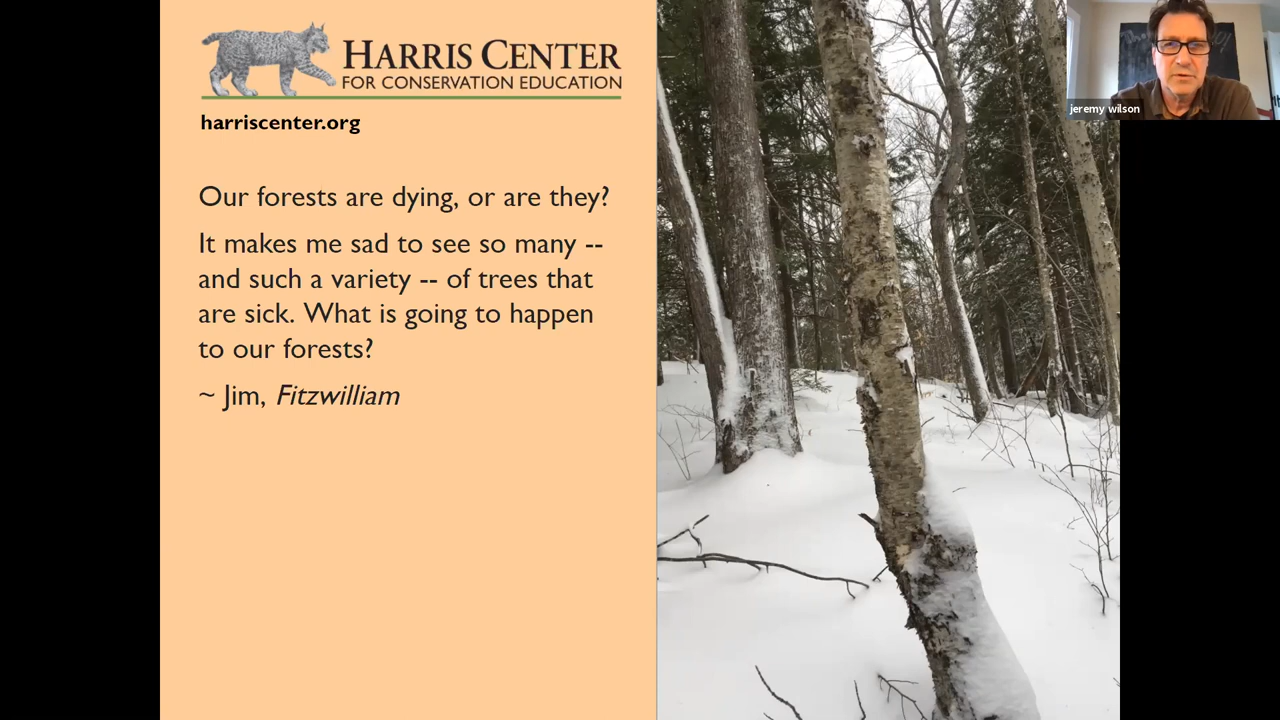 HARRIS CENTER
FOR CONSERVATION EDUCATION
harriscenter.org
jeremy wilson
Our forests are dying, or are they?
It makes me sad to see so many --
and such a variety -- of trees that
are sick. What is going to happen
to our forests?
~ Jim, Fitzwilliam